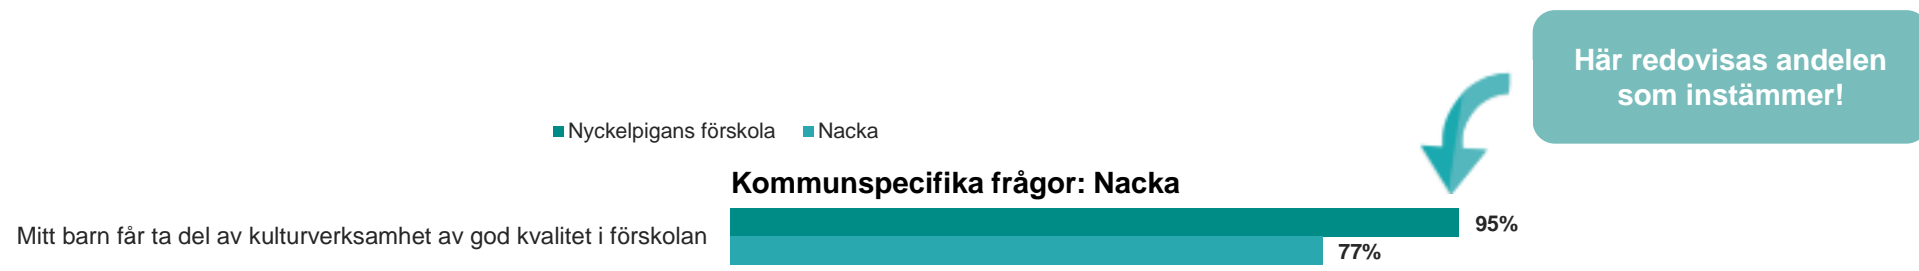 Här redovisas andelen
som instämmer!
Nyckelpigans förskola Nacka
Kommunspecifika frågor: Nacka
Mitt barn får ta del av kulturverksamhet av god kvalitet i förskolan
95%
77%